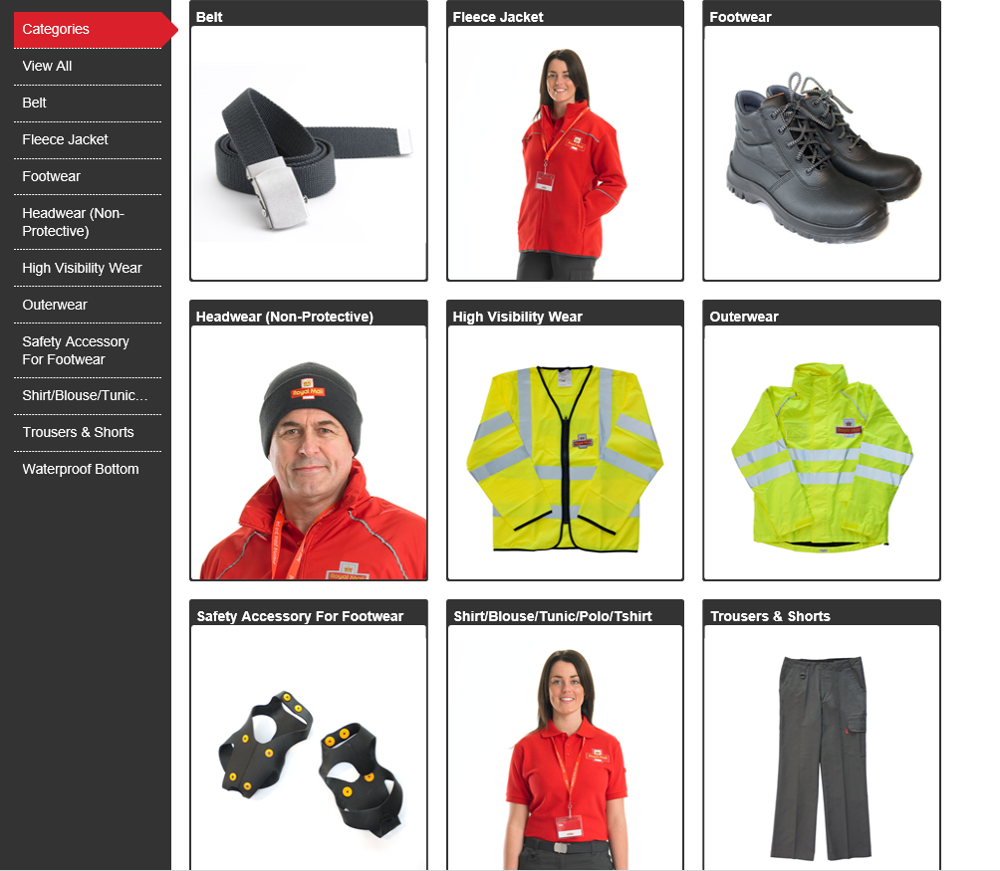 Categories
View All
Belt
Fleece Jacket
Footwear
Headwear (Non-
Protective)
High Visibility Wear
Outerwear
Safety Accessory
For Footwear
Shirt/Blouse/Tunic...
Trousers & Shorts
Waterproof Bottom
Belt
Fleece Jacket
Footwear
Headwear (Non-Protective)
Royal Mail
Royal Mail
High Visibility Wear
Outerwear
Safety Accessory For Footwear
Shirt/Blouse/Tunic/Polo/Tshirt
Trousers & Shorts